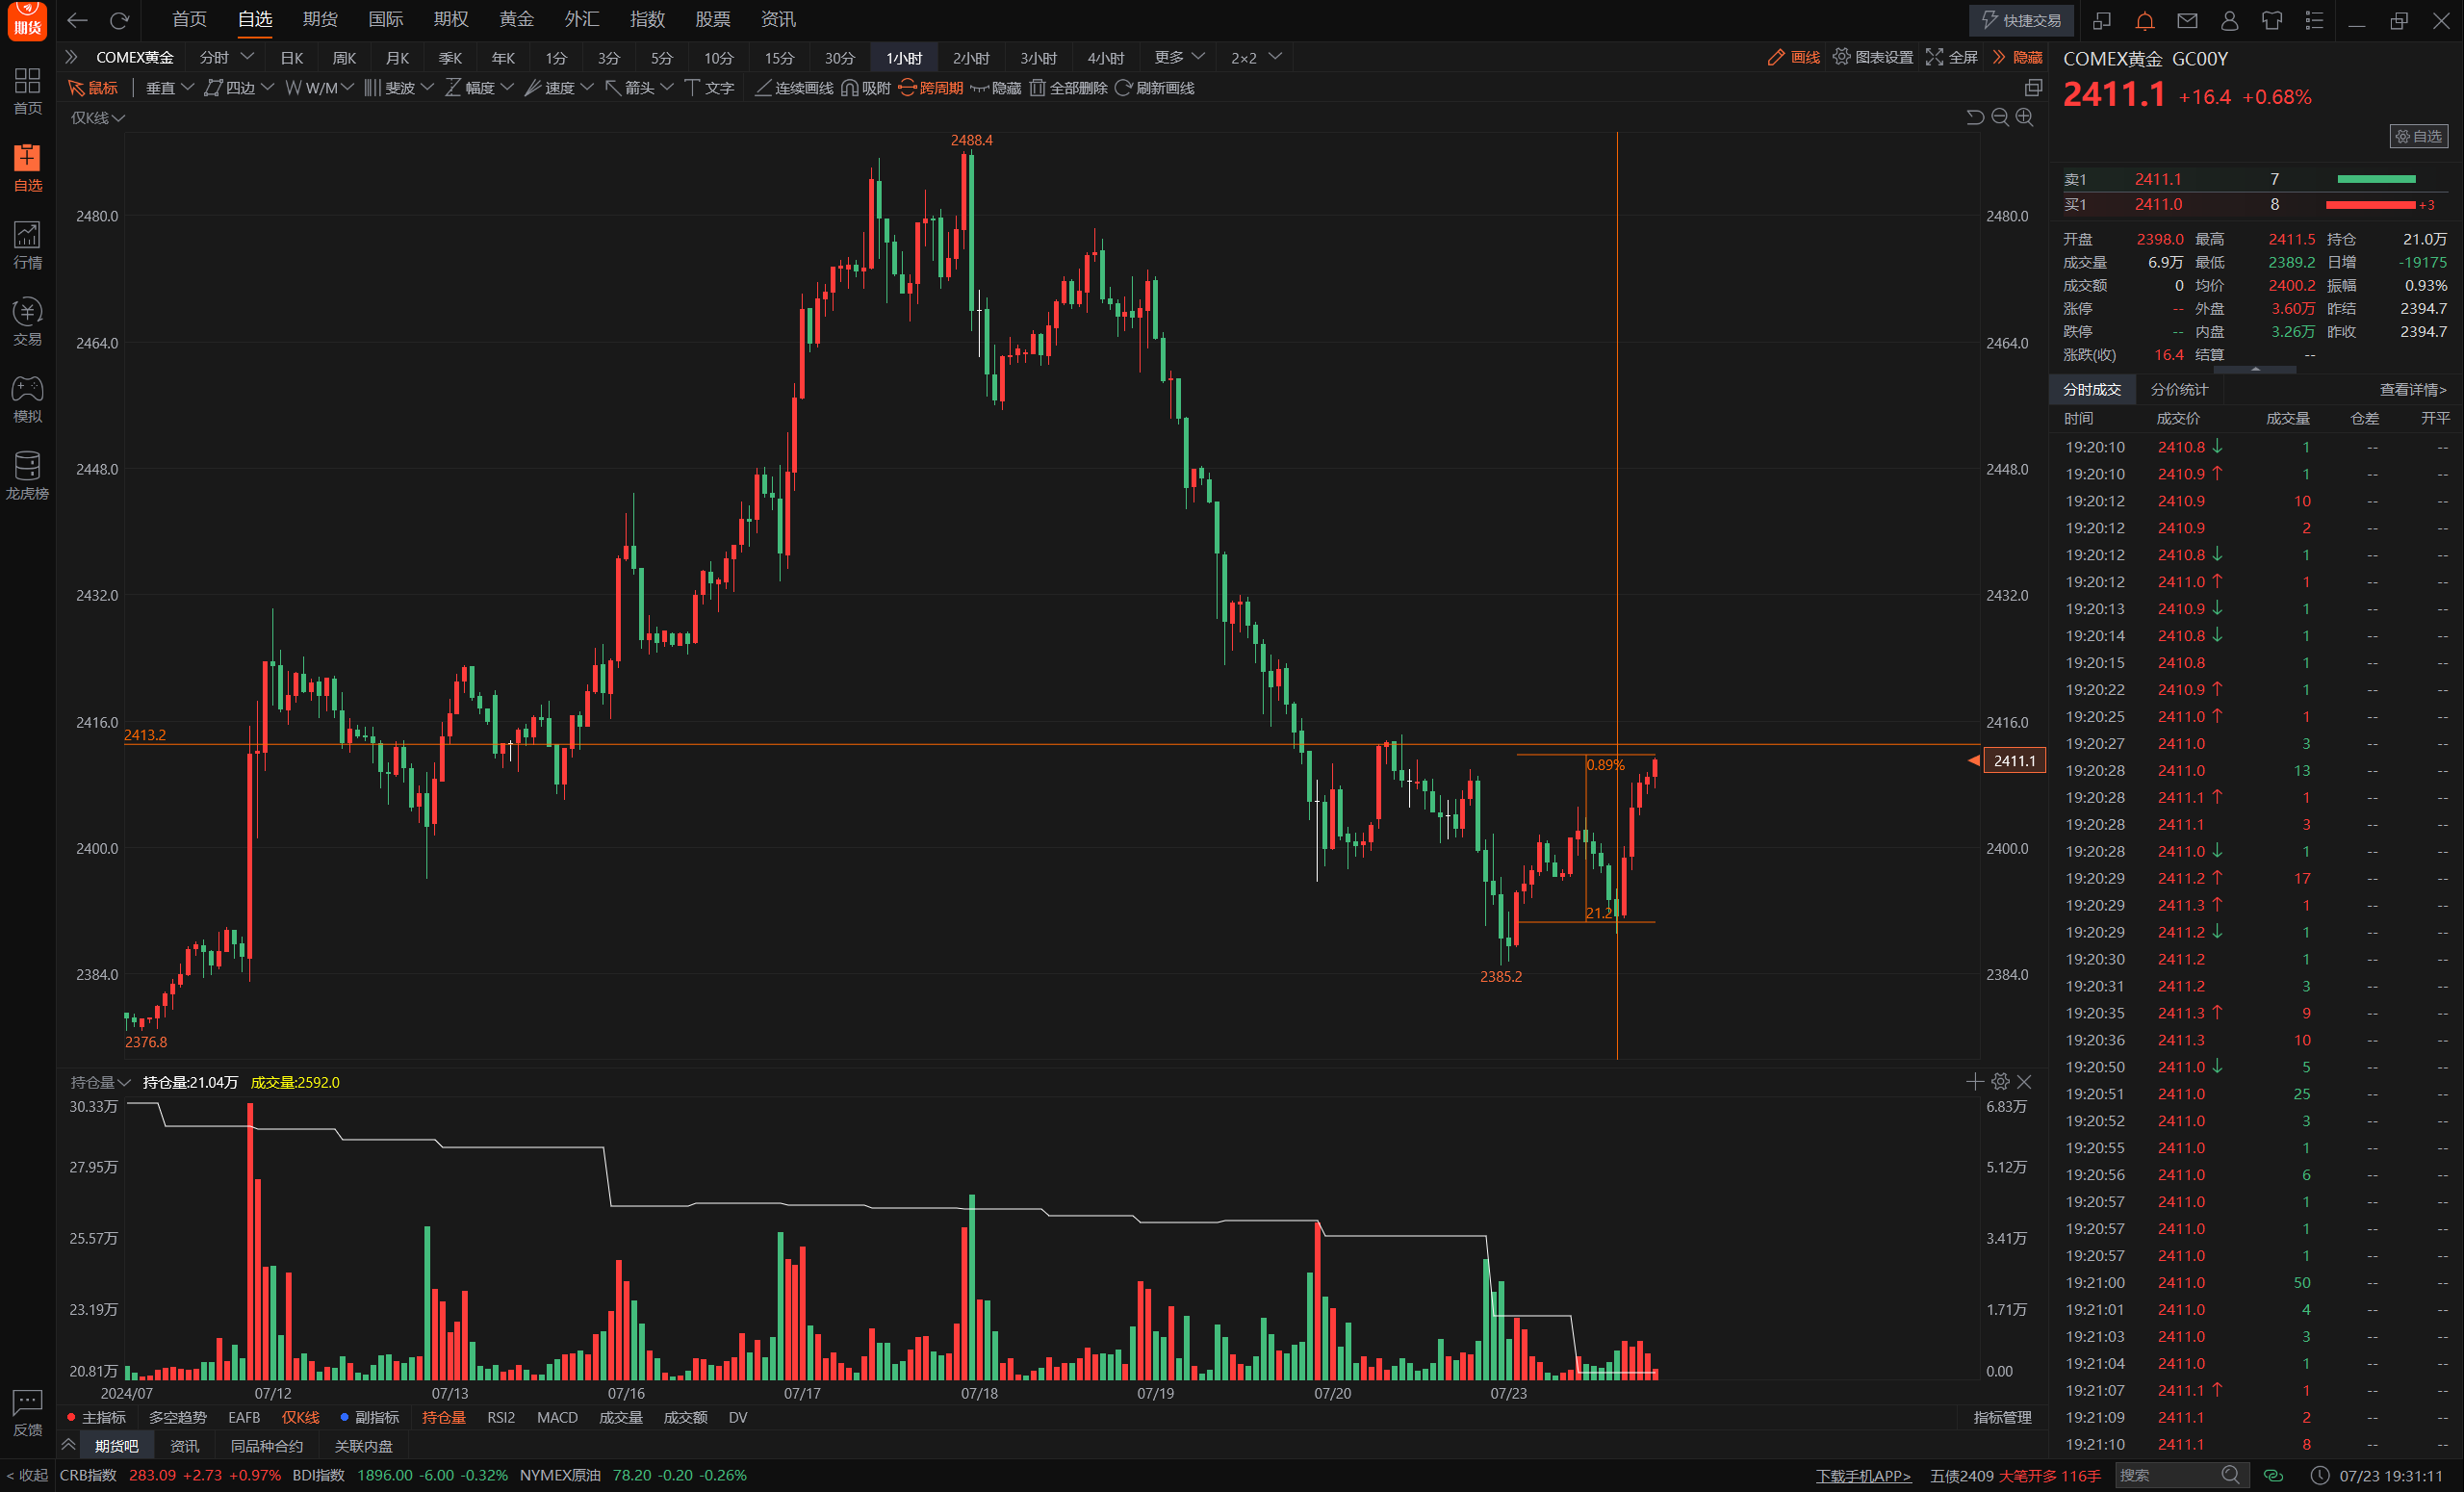 期货 首页 自选 期货 国际 期权 黄金 外汇 指数 股票 资讯 快捷交易
COMEX黄金 分时 日K 周K 月K 季K 年K 1分 3分 5分 10分 15分 30分 1小时 2小时 3小时 4小时 更多 2×2 画线 图表设置 全屏 隐藏
鼠标 垂直 四边 W/M 斐波 幅度 速度 箭头 文字 连续画线 吸附 跨周期 隐藏 全部删除 刷新画线
仅K线
首页
自选
行情
交易
模拟
龙虎榜
反馈
2488.4
2480.0 2480.0
2464.0 2464.0
2448.0 2448.0
2432.0 2432.0
2416.0 2416.0
2413.2
2411.1
0.89%
2400.0 2400.0
21.2
2384.0 2384.0
2385.2
2376.8
持仓量 持仓量:21.04万 成交量:2592.0
30.33万 6.83万
27.95万 5.12万
25.57万 3.41万
23.19万 1.71万
20.81万 0.00
2024/07 07/12 07/13 07/16 07/17 07/18 07/19 07/20 07/23
主指标 多空趋势 EAFB 仅K线 副指标 持仓量 RSI2 MACD 成交量 成交额 DV 指标管理
期货吧 资讯 同品种合约 关联内盘
COMEX黄金 GC00Y
2411.1 +16.4 +0.68%
自选
卖1 2411.1 7
买1 2411.0 8 +3
开盘 2398.0 最高 2411.5 持仓 21.0万
成交量 6.9万 最低 2389.2 日增 -19175
成交额 0 均价 2400.2 振幅 0.93%
涨停 -- 外盘 3.60万 昨结 2394.7
跌停 -- 内盘 3.26万 昨收 2394.7
涨跌(收) 16.4 结算 --
分时成交 分价统计 查看详情>
时间 成交价 成交量 仓差 开平
19:20:10 2410.8↓ 1 -- --
19:20:10 2410.9↑ 1 -- --
19:20:12 2410.9 10 -- --
19:20:12 2410.9 2 -- --
19:20:12 2410.8↓ 1 -- --
19:20:12 2411.0↑ 1 -- --
19:20:13 2410.9↓ 1 -- --
19:20:14 2410.8↓ 1 -- --
19:20:15 2410.8 1 -- --
19:20:22 2410.9↑ 1 -- --
19:20:25 2411.0↑ 1 -- --
19:20:27 2411.0 3 -- --
19:20:28 2411.0 13 -- --
19:20:28 2411.1↑ 1 -- --
19:20:28 2411.1 3 -- --
19:20:28 2411.0↓ 1 -- --
19:20:29 2411.2↑ 17 -- --
19:20:29 2411.3↑ 1 -- --
19:20:29 2411.2↓ 1 -- --
19:20:30 2411.2 1 -- --
19:20:31 2411.2 3 -- --
19:20:35 2411.3↑ 9 -- --
19:20:36 2411.3 10 -- --
19:20:50 2411.0↓ 5 -- --
19:20:51 2411.0 25 -- --
19:20:52 2411.0 3 -- --
19:20:55 2411.0 1 -- --
19:20:56 2411.0 6 -- --
19:20:57 2411.0 1 -- --
19:20:57 2411.0 1 -- --
19:20:57 2411.0 1 -- --
19:21:00 2411.0 50 -- --
19:21:01 2411.0 4 -- --
19:21:03 2411.0 3 -- --
19:21:04 2411.0 1 -- --
19:21:07 2411.1↑ 1 -- --
19:21:09 2411.1 2 -- --
19:21:10 2411.1 8 -- --
< 收起 CRB指数 283.09 +2.73 +0.97% BDI指数 1896.00 -6.00 -0.32% NYMEX原油 78.20 -0.20 -0.26% 下载手机APP> 五债2409 大笔开多 116手 搜索 07/23 19:31:11